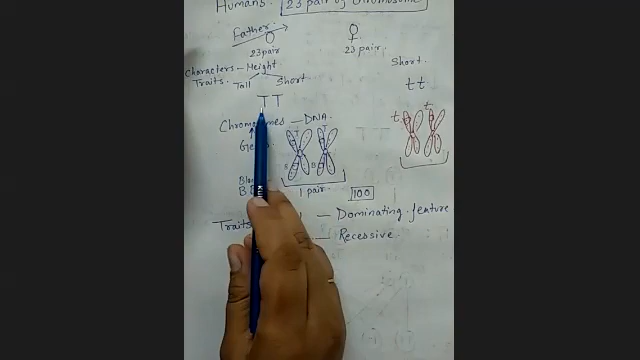 Humans. 23 pair of Chromosome
Father
23 pair
23 pair
Characters - Height
Traits. Tall Short
Short.
TT
tt
t t
Chromosomes - DNA
T T
B B
1 pair
100
B
Traits - Dominating feature
- Recessive